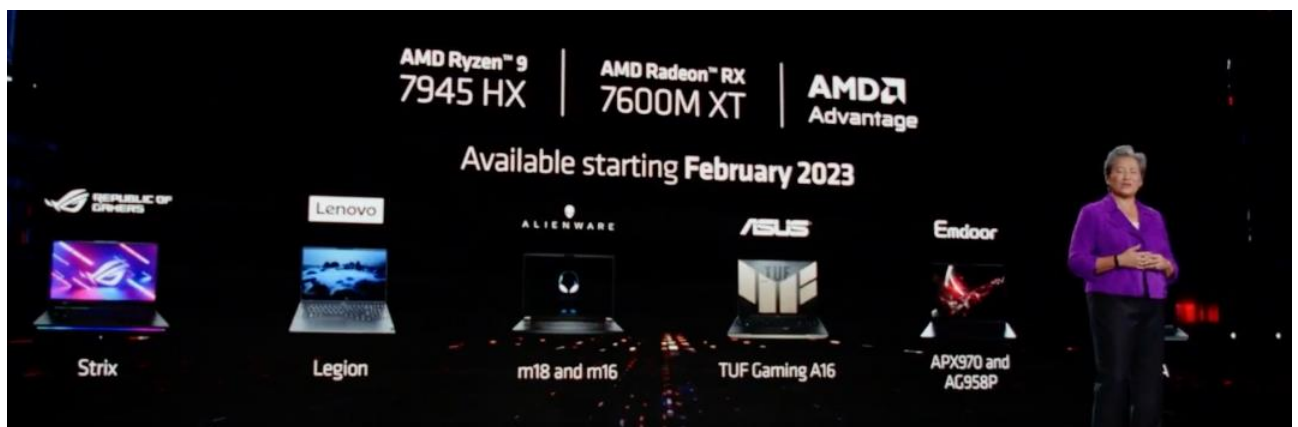 AMD Ryzen™ 9
7945 HX
AMD Radeon™ RX
7600M XT
AMD
Advantage
Available starting February 2023
REPUBLIC OF
GAMERS
Lenovo
ALIENWARE
ASUS
Emdoor
TUF
Strix
Legion
m18 and m16
TUF Gaming A16
APX970 and
AG958P
A